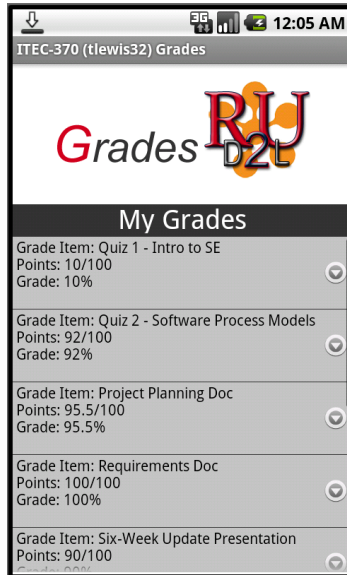 3G 12:05 AM
ITEC-370 (tlewis32) Grades
Grades RU
D2L
My Grades
Grade Item: Quiz 1 - Intro to SE
Points: 10/100
Grade: 10%
Grade Item: Quiz 2 - Software Process Models
Points: 92/100
Grade: 92%
Grade Item: Project Planning Doc
Points: 95.5/100
Grade: 95.5%
Grade Item: Requirements Doc
Points: 100/100
Grade: 100%
Grade Item: Six-Week Update Presentation
Points: 90/100
Grade: 90%